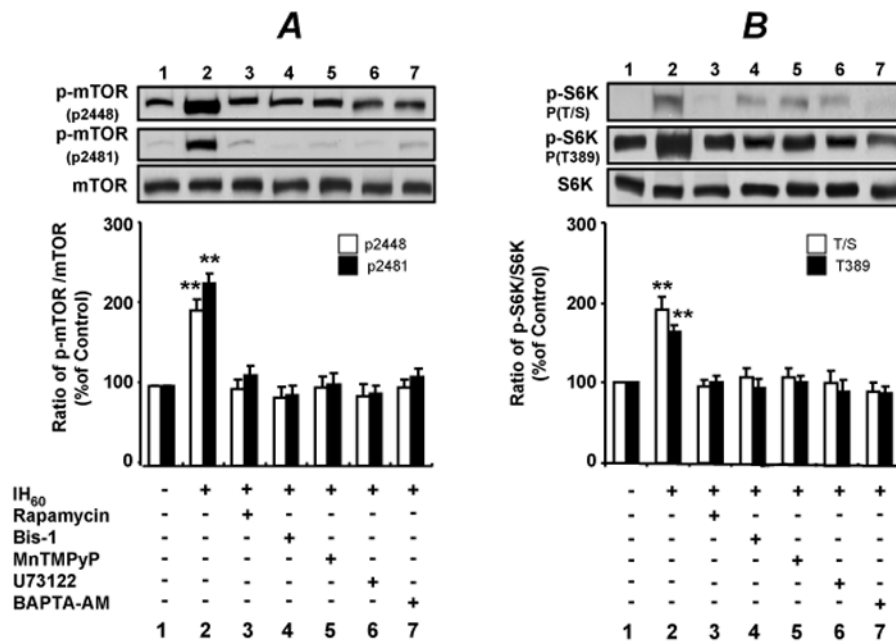 A
1 2 3 4 5 6 7
p-mTOR
(p2448)
p-mTOR
(p2481)
mTOR
300
200
100
0
Ratio of p-mTOR /mTOR
(%of Control)
p2448
p2481
**
**
IH60 - + + + + + +
Rapamycin - - + - - - -
Bis-1 - - - + - - -
MnTMPyP - - - - + - -
U73122 - - - - - + -
BAPTA-AM - - - - - - +
1 2 3 4 5 6 7
B
1 2 3 4 5 6 7
p-S6K
P(T/S)
p-S6K
P(T389)
S6K
300
200
100
0
Ratio of p-S6K/S6K
(%of Control)
T/S
T389
**
**
- + + + + + +
- - + - - - -
- - - + - - -
- - - - + - -
- - - - - + -
- - - - - - +
1 2 3 4 5 6 7